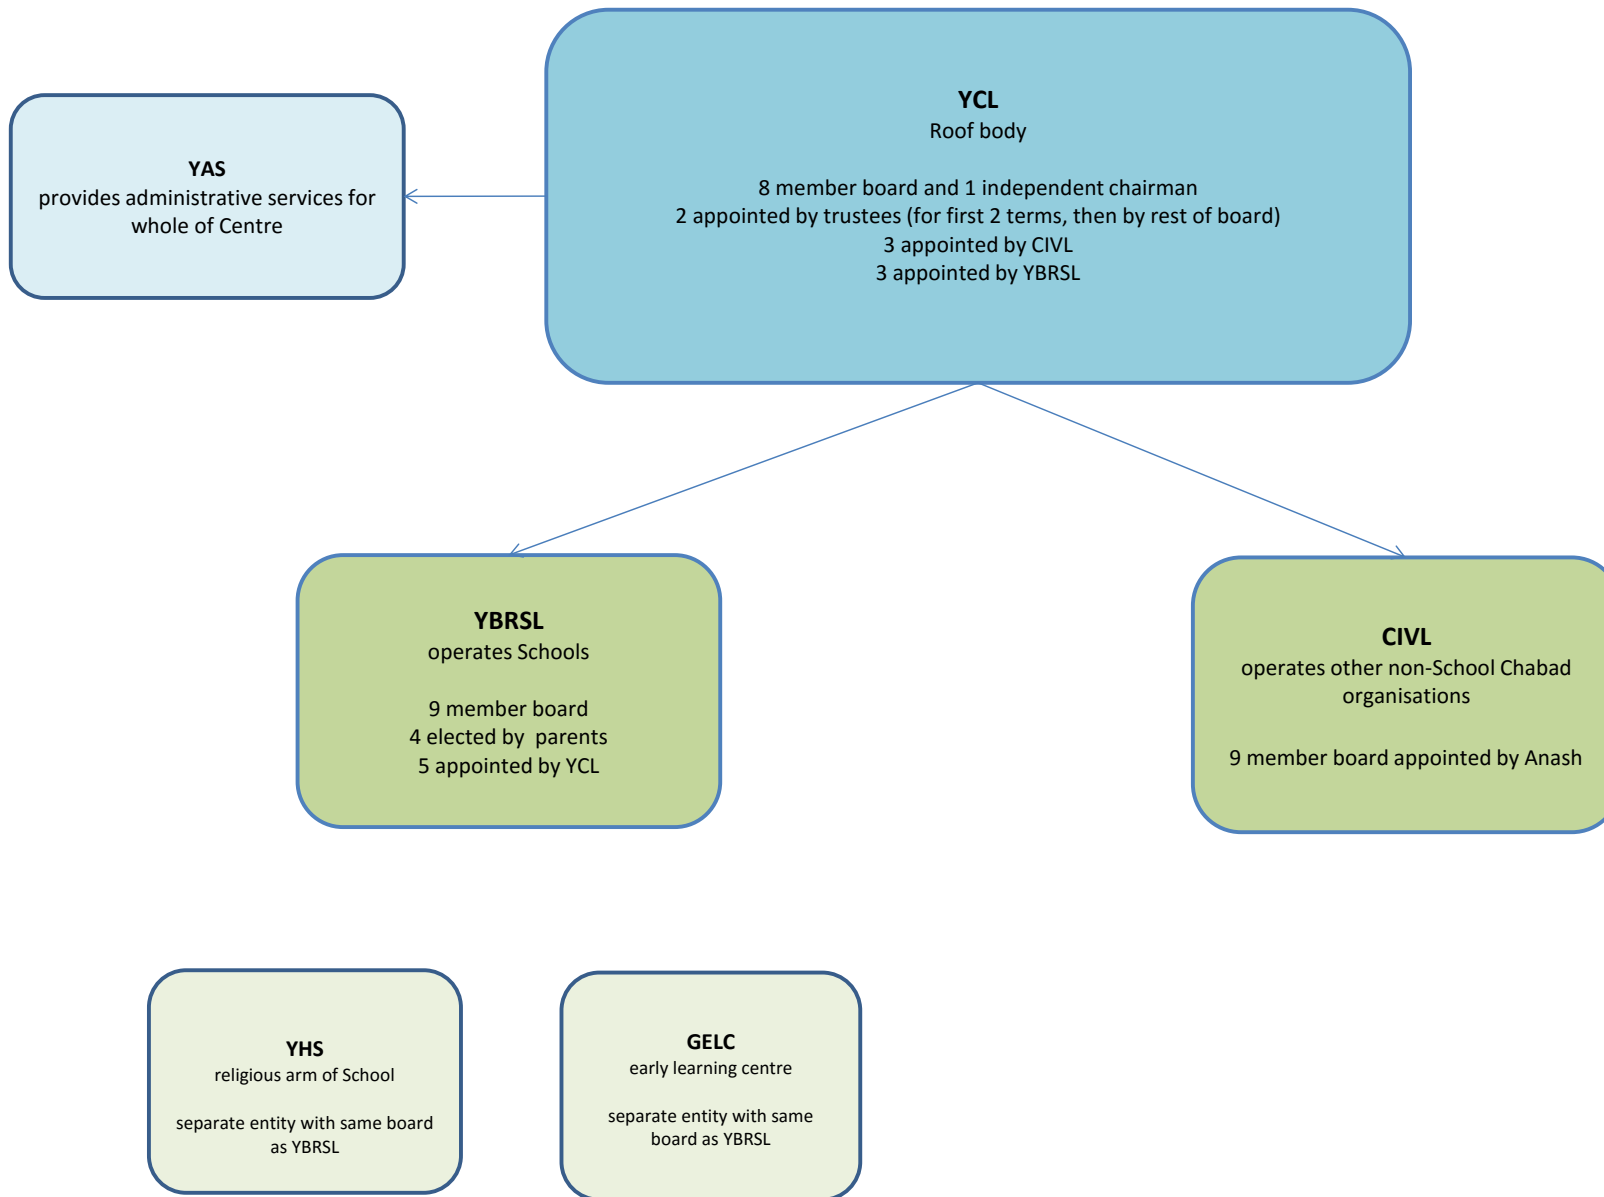 YCL
Roof body
8 member board and 1 independent chairman
2 appointed by trustees (for first 2 terms, then by rest of board)
3 appointed by CIVL
3 appointed by YBRSL
YAS
provides administrative services for
whole of Centre
YBRSL
operates Schools
9 member board
4 elected by parents
5 appointed by YCL
CIVL
operates other non-School Chabad
organisations
9 member board appointed by Anash
YHS
religious arm of School
separate entity with same board
as YBRSL
GELC
early learning centre
separate entity with same
board as YBRSL